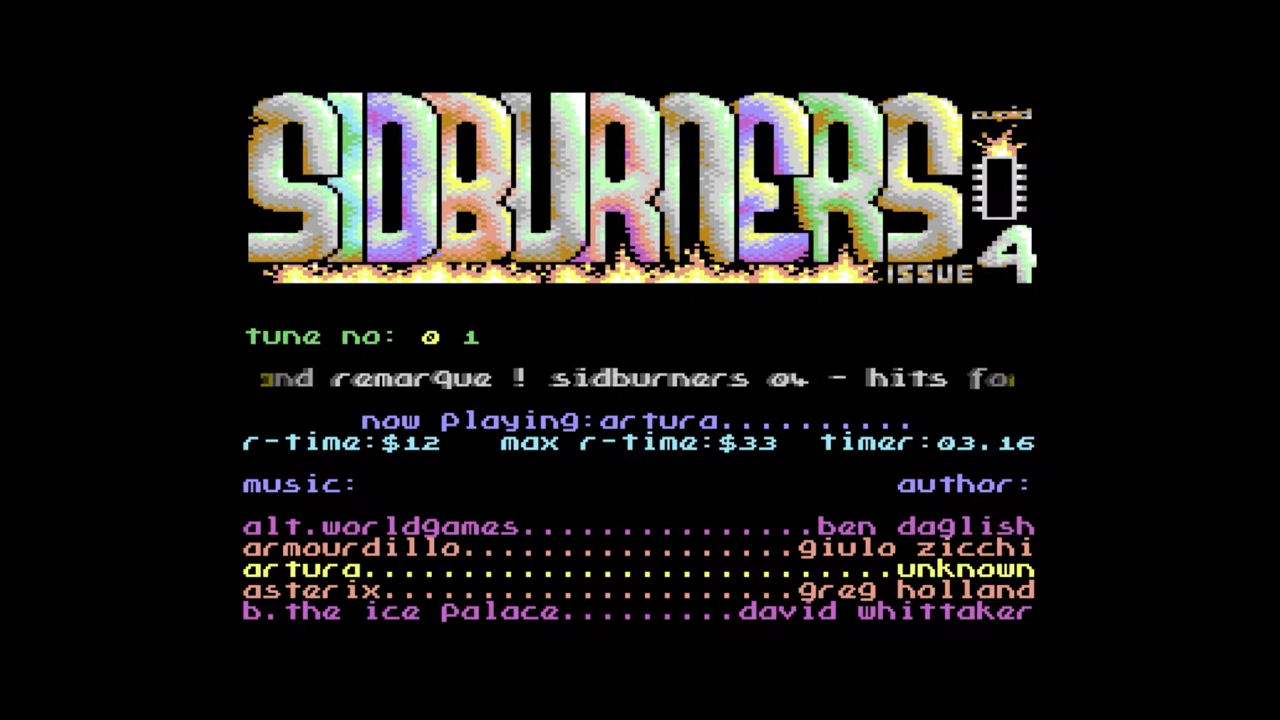 SIDBURNERS
cupid
ISSUE 4
tune no: 0 1
and remarque ! sidburners 04 - hits for
now playing:artura..........
r-time:$12 max r-time:$33 timer:03.16
music: author:
alt.worldgames...............ben daglish
armourdillo.................giulo zicchi
artura...........................unknown
asterix......................greg holland
b.the ice palace.........david whittaker